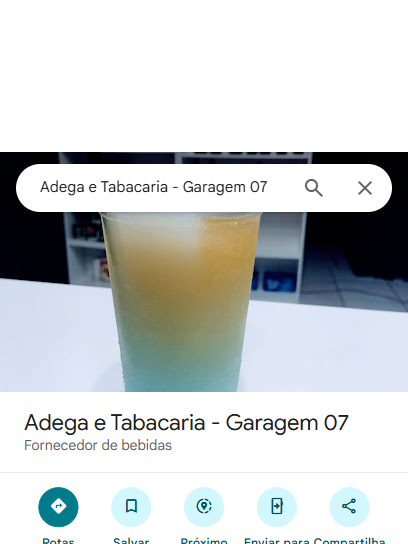 Adega e Tabacaria - Garagem 07
Adega e Tabacaria - Garagem 07
Fornecedor de bebidas
Rotas
Salvar
Próximo
Enviar para
Compartilha